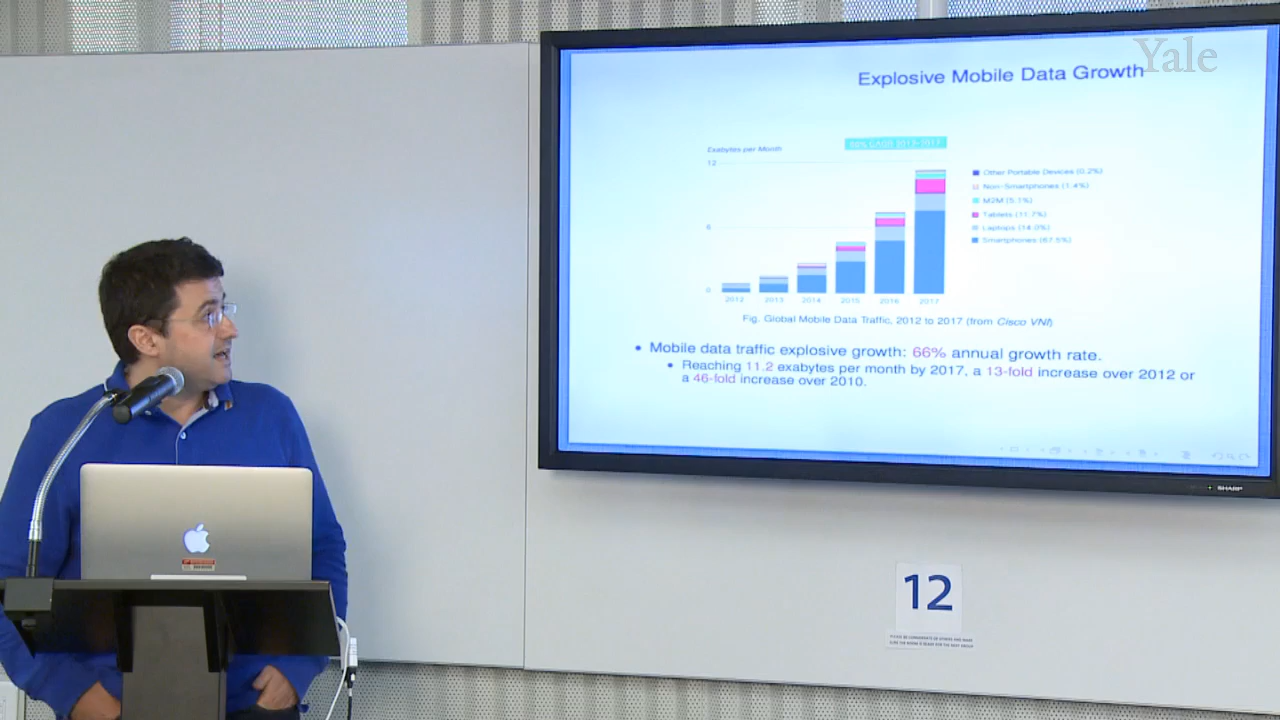 Yale
Explosive Mobile Data Growth
Exabytes per Month
66% CAGR 2012-2017
12
6
0
2012 2013 2014 2015 2016 2017
Other Portable Devices (0.2%)
Non-Smartphones (1.4%)
M2M (5.1%)
Tablets (11.7%)
Laptops (14.0%)
Smartphones (67.5%)
Fig. Global Mobile Data Traffic, 2012 to 2017 (from Cisco VNI)
• Mobile data traffic explosive growth: 66% annual growth rate.
• Reaching 11.2 exabytes per month by 2017, a 13-fold increase over 2012 or
a 46-fold increase over 2010.
SHARP
12